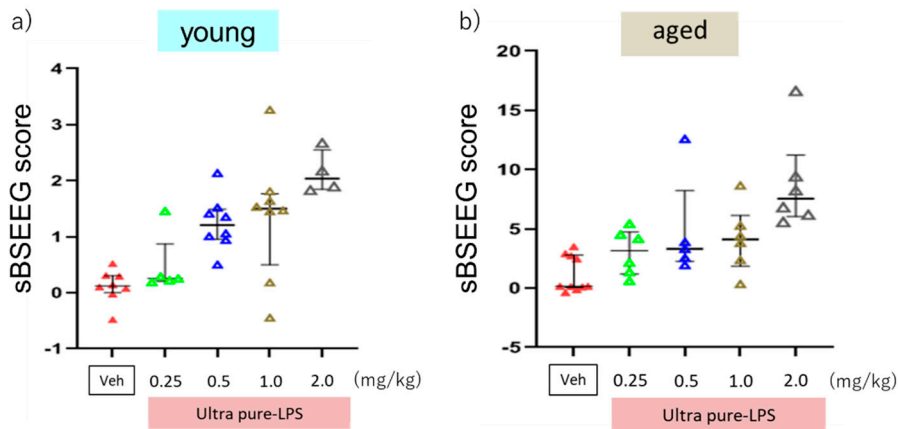 a)
young
sBSEEG score
4
3
2
1
0
-1
Veh
0.25
0.5
1.0
2.0
(mg/kg)
Ultra pure-LPS
b)
aged
sBSEEG score
20
15
10
5
0
-5
Veh
0.25
0.5
1.0
2.0
(mg/kg)
Ultra pure-LPS